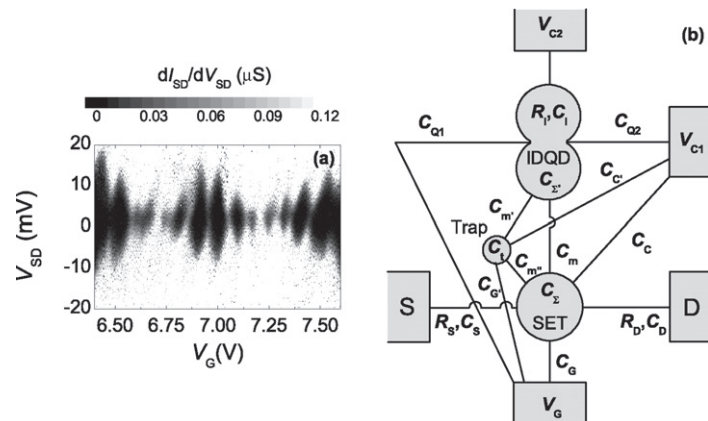 dI_SD/dV_SD (μS)
0 0.03 0.06 0.09 0.12
(a)
20
10
0
-10
-20
V_SD (mV)
6.50 6.75 7.00 7.25 7.50
V_G(V)
(b)
V_C2
R_I,C_I
C_Q1
C_Q2
V_C1
IDQD
C_Σ'
C_C'
C_m'
Trap
C_t
C_m
C_C
C_m''
C_G'
S
C_Σ
SET
D
R_S,C_S
R_D,C_D
C_G
V_G